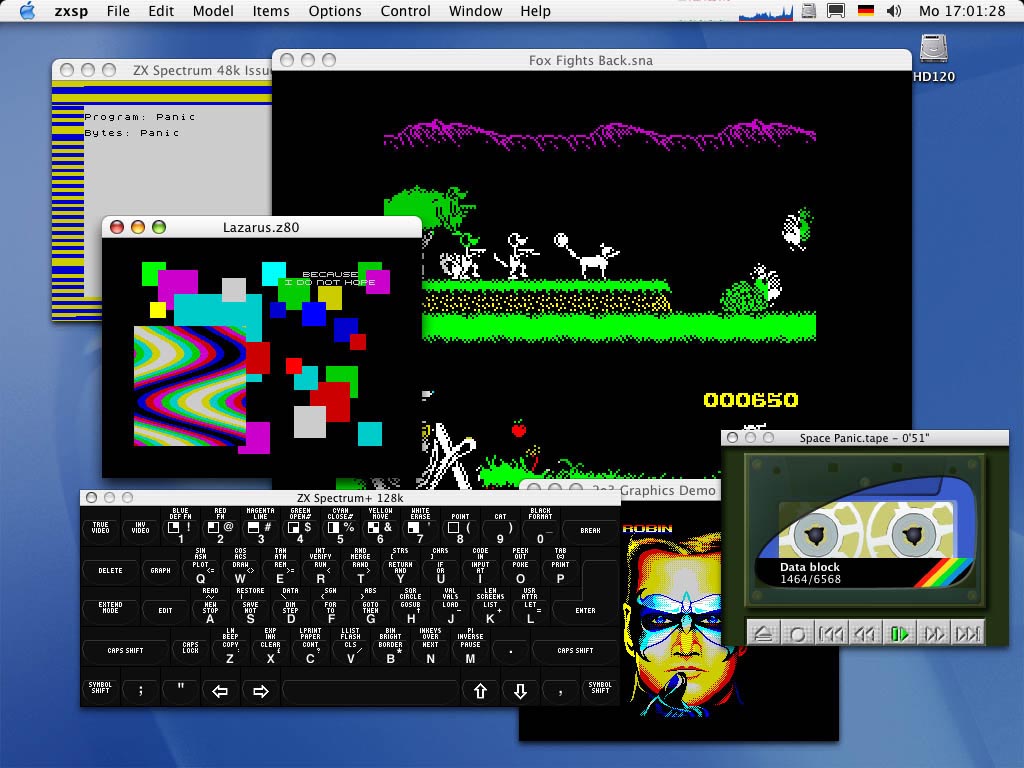 zxsp File Edit Model Items Options Control Window Help Mo 17:01:28
HD120
ZX Spectrum 48k Issu
Program: Panic
Bytes: Panic
Fox Fights Back.sna
000650
Lazarus.z80
BECAUSE
I DO NOT HOPE
Space Panic.tape - 0'51"
Data block
1464/6568
Graphics Demo
ROBIN
ZX Spectrum+ 128k
BLUE RED MAGENTA GREEN CYAN YELLOW WHITE BLACK
DEF FN FN LINE OPEN# CLOSE# MOVE ERASE POINT CAT FORMAT
TRUE VIDEO INV VIDEO ! @ # $ % & ' ( ) _ BREAK
1 2 3 4 5 6 7 8 9 0
SIN COS TAN INT RND STR$ CHR$ CODE PEEK TAB
ASN ACS ATN VERIFY MERGE [ ] IN OUT ©
DELETE GRAPH PLOT DRAW REM RUN RAND RETURN IF INPUT POKE PRINT
<= <> >= < > AND OR AT ; "
Q W E R T Y U I O P
READ RESTORE DATA SGN ABS SQR VAL LEN USR
~ | \ { } CIRCLE VAL$ SCREEN$ ATTR
EXTEND MODE EDIT NEW SAVE DIM FOR GOTO GOSUB LOAD LIST LET ENTER
STOP NOT STEP TO THEN ↑ - + =
A S D F G H J K L
LN EXP LPRINT LLIST BIN INKEY$ PI
BEEP INK PAPER FLASH BRIGHT OVER INVERSE
CAPS SHIFT CAPS LOCK COPY CLEAR CONT CLS BORDER NEXT PAUSE . CAPS SHIFT
: £ ? / *
Z X C V B N M
SYMBOL SHIFT ; " ⇐ ⇒ ⇑ ⇓ , SYMBOL SHIFT